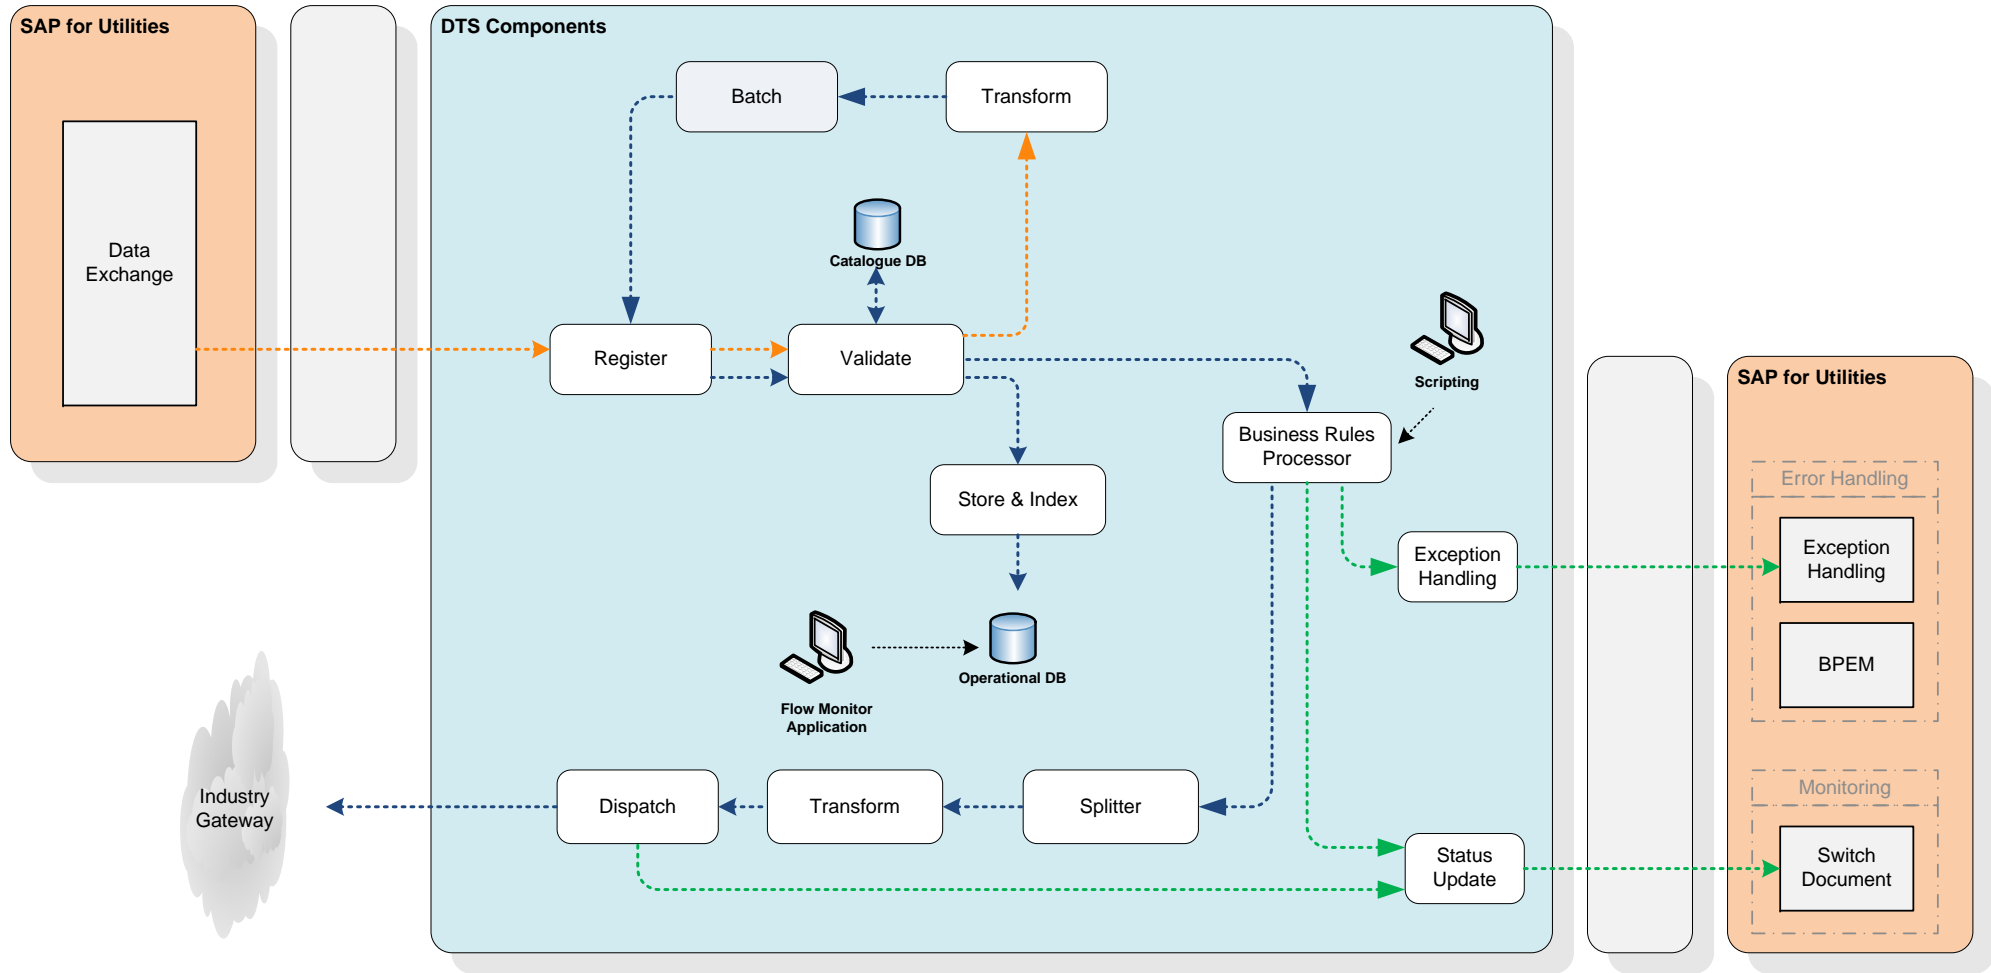 SAP for Utilities
DTS Components
Batch
Transform
Data
Exchange
Catalogue DB
Register
Validate
Scripting
SAP for Utilities
Business Rules
Processor
Error Handling
Store & Index
Exception
Handling
Exception
Handling
BPEM
Operational DB
Flow Monitor
Application
Industry
Gateway
Dispatch
Transform
Splitter
Monitoring
Status
Update
Switch
Document